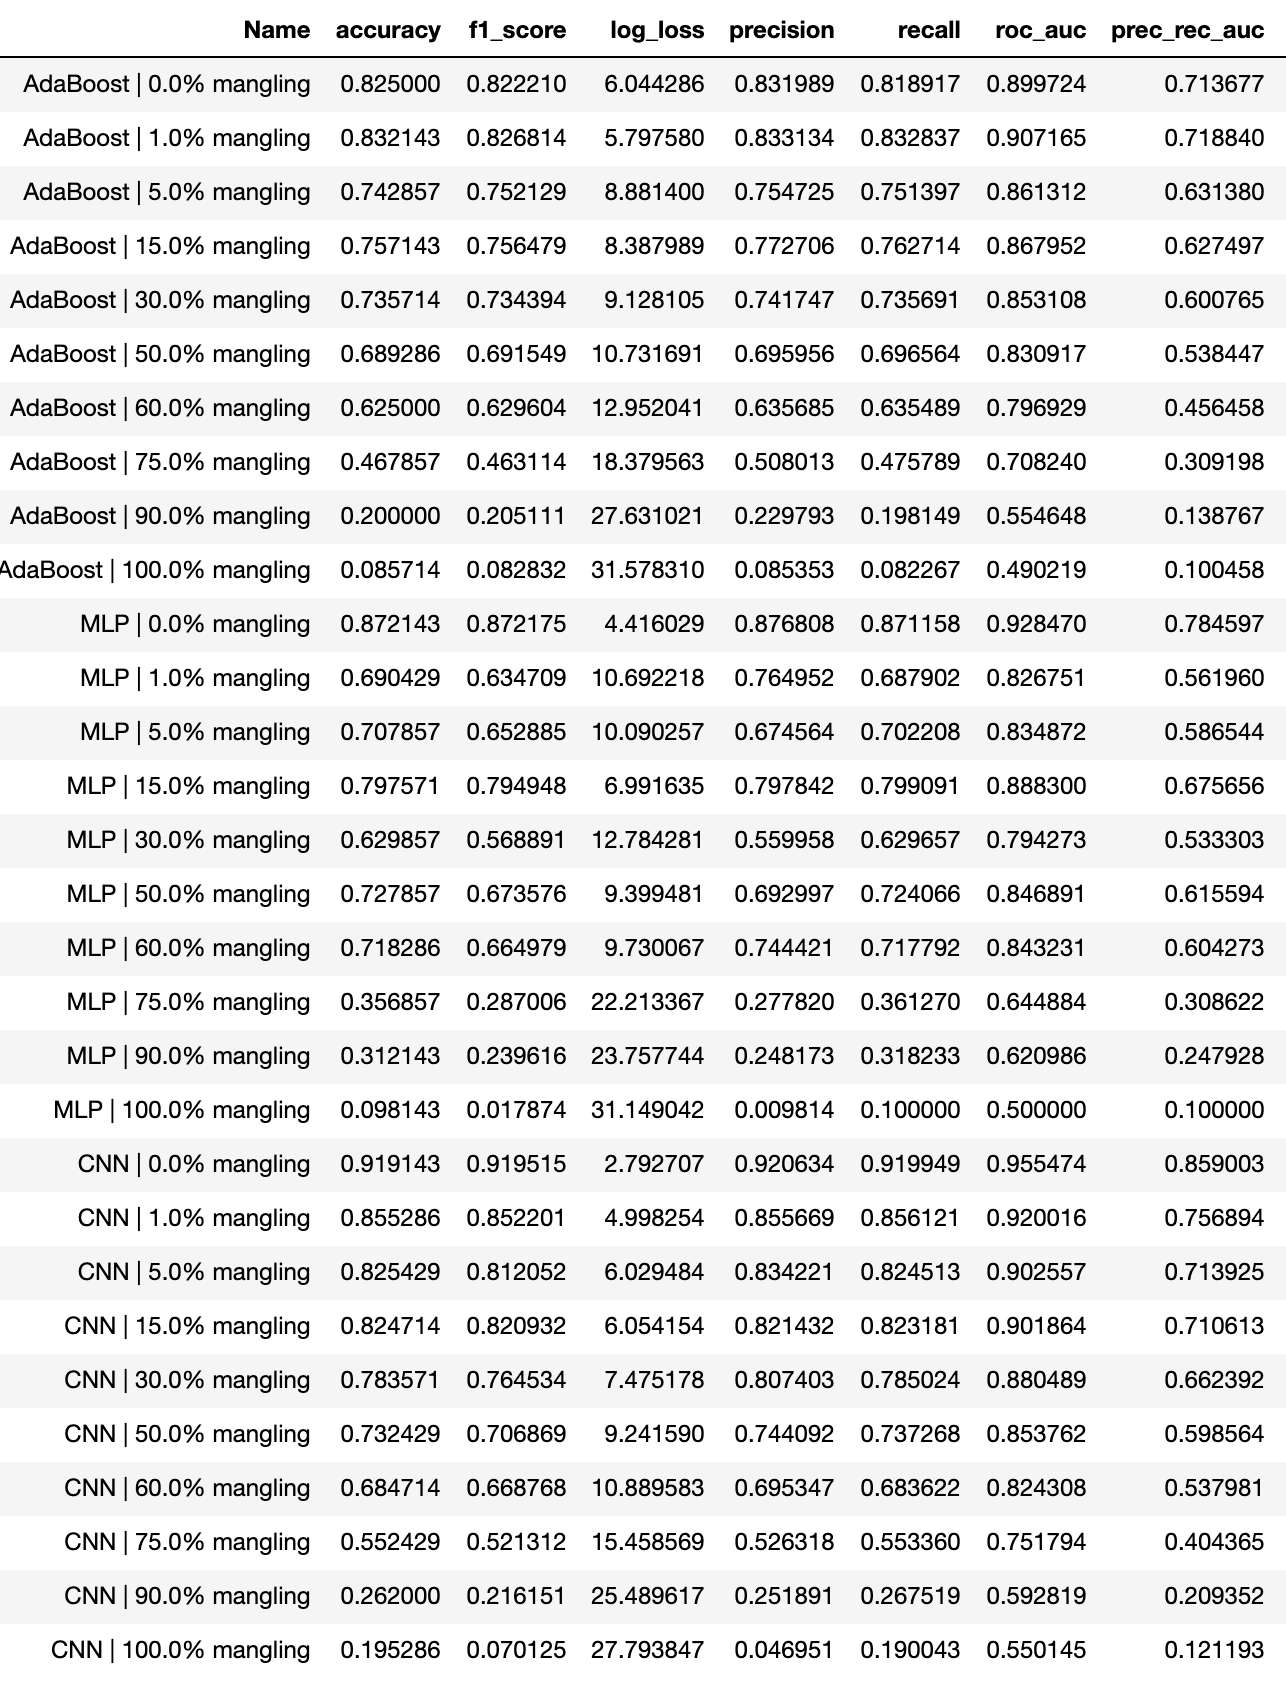 Name accuracy f1_score log_loss precision recall roc_auc prec_rec_auc
AdaBoost | 0.0% mangling 0.825000 0.822210 6.044286 0.831989 0.818917 0.899724 0.713677
AdaBoost | 1.0% mangling 0.832143 0.826814 5.797580 0.833134 0.832837 0.907165 0.718840
AdaBoost | 5.0% mangling 0.742857 0.752129 8.881400 0.754725 0.751397 0.861312 0.631380
AdaBoost | 15.0% mangling 0.757143 0.756479 8.387989 0.772706 0.762714 0.867952 0.627497
AdaBoost | 30.0% mangling 0.735714 0.734394 9.128105 0.741747 0.735691 0.853108 0.600765
AdaBoost | 50.0% mangling 0.689286 0.691549 10.731691 0.695956 0.696564 0.830917 0.538447
AdaBoost | 60.0% mangling 0.625000 0.629604 12.952041 0.635685 0.635489 0.796929 0.456458
AdaBoost | 75.0% mangling 0.467857 0.463114 18.379563 0.508013 0.475789 0.708240 0.309198
AdaBoost | 90.0% mangling 0.200000 0.205111 27.631021 0.229793 0.198149 0.554648 0.138767
AdaBoost | 100.0% mangling 0.085714 0.082832 31.578310 0.085353 0.082267 0.490219 0.100458
MLP | 0.0% mangling 0.872143 0.872175 4.416029 0.876808 0.871158 0.928470 0.784597
MLP | 1.0% mangling 0.690429 0.634709 10.692218 0.764952 0.687902 0.826751 0.561960
MLP | 5.0% mangling 0.707857 0.652885 10.090257 0.674564 0.702208 0.834872 0.586544
MLP | 15.0% mangling 0.797571 0.794948 6.991635 0.797842 0.799091 0.888300 0.675656
MLP | 30.0% mangling 0.629857 0.568891 12.784281 0.559958 0.629657 0.794273 0.533303
MLP | 50.0% mangling 0.727857 0.673576 9.399481 0.692997 0.724066 0.846891 0.615594
MLP | 60.0% mangling 0.718286 0.664979 9.730067 0.744421 0.717792 0.843231 0.604273
MLP | 75.0% mangling 0.356857 0.287006 22.213367 0.277820 0.361270 0.644884 0.308622
MLP | 90.0% mangling 0.312143 0.239616 23.757744 0.248173 0.318233 0.620986 0.247928
MLP | 100.0% mangling 0.098143 0.017874 31.149042 0.009814 0.100000 0.500000 0.100000
CNN | 0.0% mangling 0.919143 0.919515 2.792707 0.920634 0.919949 0.955474 0.859003
CNN | 1.0% mangling 0.855286 0.852201 4.998254 0.855669 0.856121 0.920016 0.756894
CNN | 5.0% mangling 0.825429 0.812052 6.029484 0.834221 0.824513 0.902557 0.713925
CNN | 15.0% mangling 0.824714 0.820932 6.054154 0.821432 0.823181 0.901864 0.710613
CNN | 30.0% mangling 0.783571 0.764534 7.475178 0.807403 0.785024 0.880489 0.662392
CNN | 50.0% mangling 0.732429 0.706869 9.241590 0.744092 0.737268 0.853762 0.598564
CNN | 60.0% mangling 0.684714 0.668768 10.889583 0.695347 0.683622 0.824308 0.537981
CNN | 75.0% mangling 0.552429 0.521312 15.458569 0.526318 0.553360 0.751794 0.404365
CNN | 90.0% mangling 0.262000 0.216151 25.489617 0.251891 0.267519 0.592819 0.209352
CNN | 100.0% mangling 0.195286 0.070125 27.793847 0.046951 0.190043 0.550145 0.121193